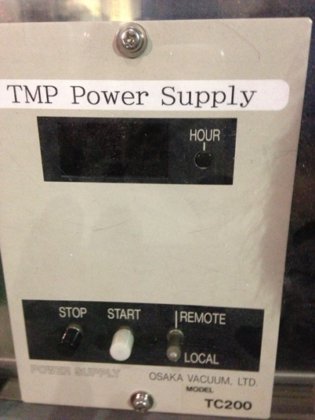 TMP Power Supply
HOUR
STOP START REMOTE
LOCAL
POWER SUPPLY OSAKA VACUUM, LTD.
MODEL
TC200